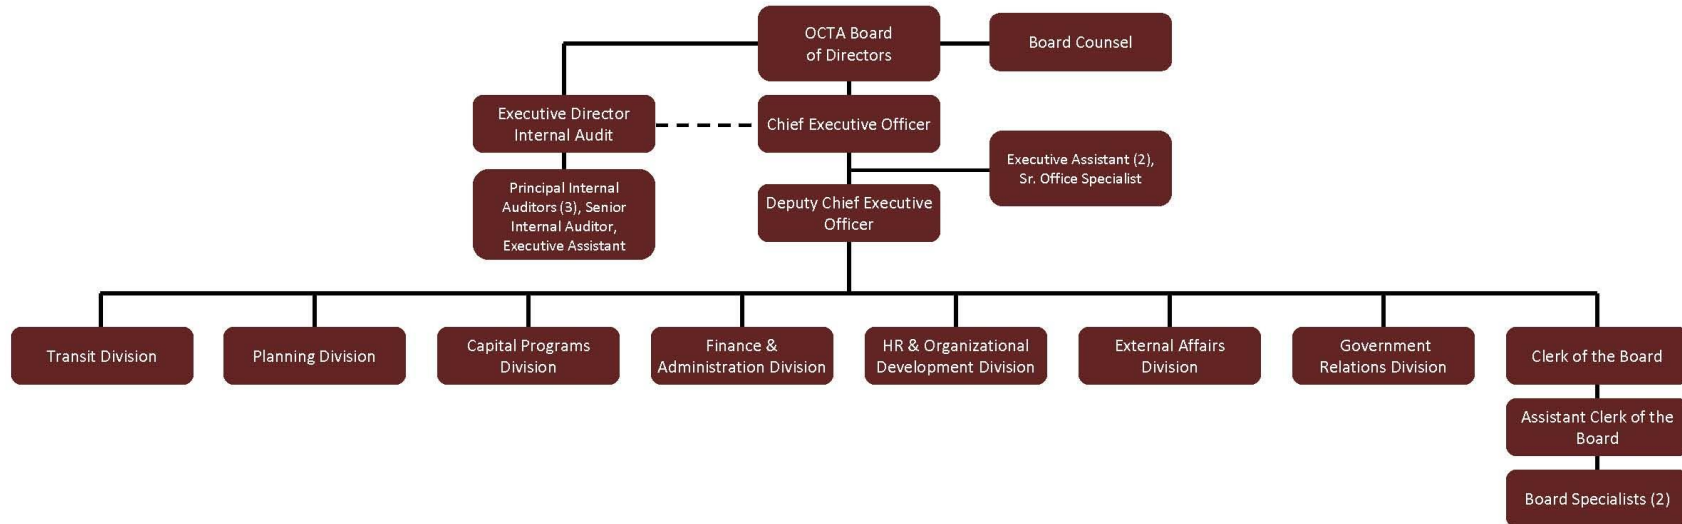 OCTA Board
of Directors
Board Counsel
Executive Director
Internal Audit
Chief Executive Officer
Executive Assistant (2),
Sr. Office Specialist
Principal Internal
Auditors (3), Senior
Internal Auditor,
Executive Assistant
Deputy Chief Executive
Officer
Transit Division
Planning Division
Capital Programs
Division
Finance &
Administration Division
HR & Organizational
Development Division
External Affairs
Division
Government
Relations Division
Clerk of the Board
Assistant Clerk of the
Board
Board Specialists (2)